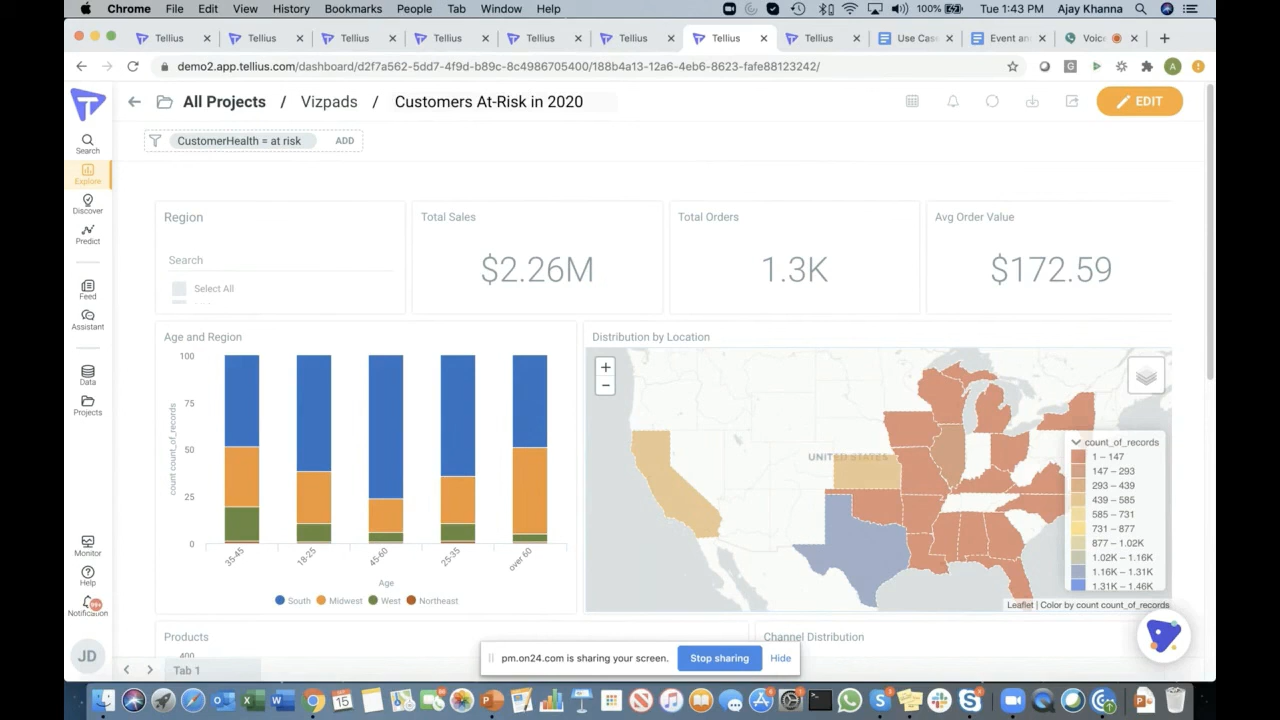 Chrome File Edit View History Bookmarks People Tab Window Help 100% Tue 1:43 PM Ajay Khanna
Tellius Tellius Tellius Tellius Tellius Tellius Tellius Tellius Use Cas Event an Voic
demo2.app.tellius.com/dashboard/d2f7a562-5dd7-4f9d-b89c-8c4986705400/188b4a13-12a6-4eb6-8623-fafe88123242/
All Projects / Vizpads / Customers At-Risk in 2020
EDIT
CustomerHealth = at risk ADD
Search
Explore
Discover
Predict
Feed
Assistant
Data
Projects
Monitor
Help
Notification
JD
Region
Search
Select All
Total Sales
$2.26M
Total Orders
1.3K
Avg Order Value
$172.59
Age and Region
count count_of_records
100
75
50
25
0
35-45 18-25 45-60 25-35 over 60
Age
South Midwest West Northeast
Distribution by Location
+
−
UNITED STATES
count_of_records
1 – 147
147 – 293
293 – 439
439 – 585
585 – 731
731 – 877
877 – 1.02K
1.02K – 1.16K
1.16K – 1.31K
1.31K – 1.46K
Leaflet | Color by count count_of_records
Products
400
Channel Distribution
Tab 1
pm.on24.com is sharing your screen. Stop sharing Hide